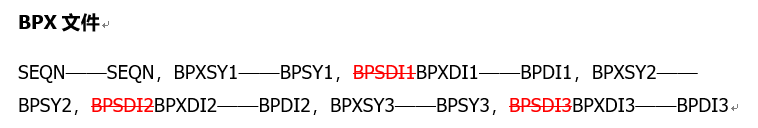 BPX 文件
SEQN——SEQN，BPXSY1——BPSY1，BPSDI1BPXDI1——BPDI1，BPXSY2——
BPSY2，BPSDI2BPXDI2——BPDI2，BPXSY3——BPSY3，BPSDI3BPXDI3——BPDI3